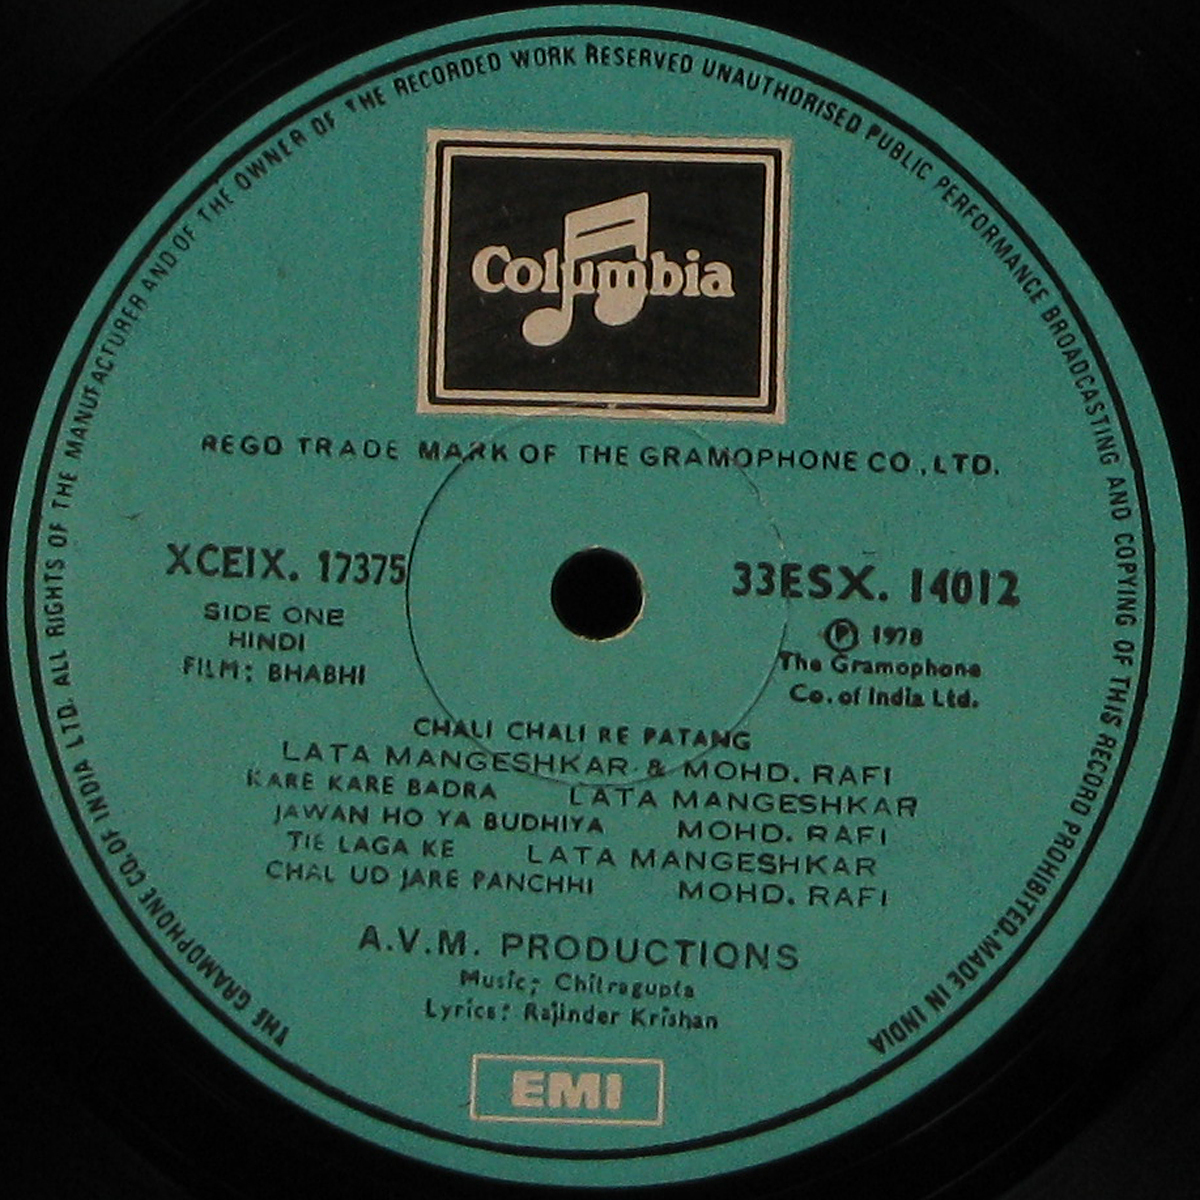 THE GRAMOPHONE CO. OF INDIA LTD. ALL RIGHTS OF THE MANUFACTURER AND OF THE OWNER OF THE RECORDED WORK RESERVED UNAUTHORISED PUBLIC PERFORMANCE BROADCASTING AND COPYING OF THIS RECORD PROHIBITED. MADE IN INDIA
Columbia
REGD TRADE MARK OF THE GRAMOPHONE CO., LTD.
XCEIX. 17375
SIDE ONE
HINDI
FILM: BHABHI
33ESX. 14012
Ⓟ 1978
The Gramophone
Co. of India Ltd.
CHALI CHALI RE PATANG
LATA MANGESHKAR & MOHD. RAFI
KARE KARE BADRA LATA MANGESHKAR
JAWAN HO YA BUDHIYA MOHD. RAFI
TIE LAGA KE LATA MANGESHKAR
CHAL UD JARE PANCHHI MOHD. RAFI
A.V.M. PRODUCTIONS
Music: Chitragupta
Lyrics: Rajinder Krishan
EMI